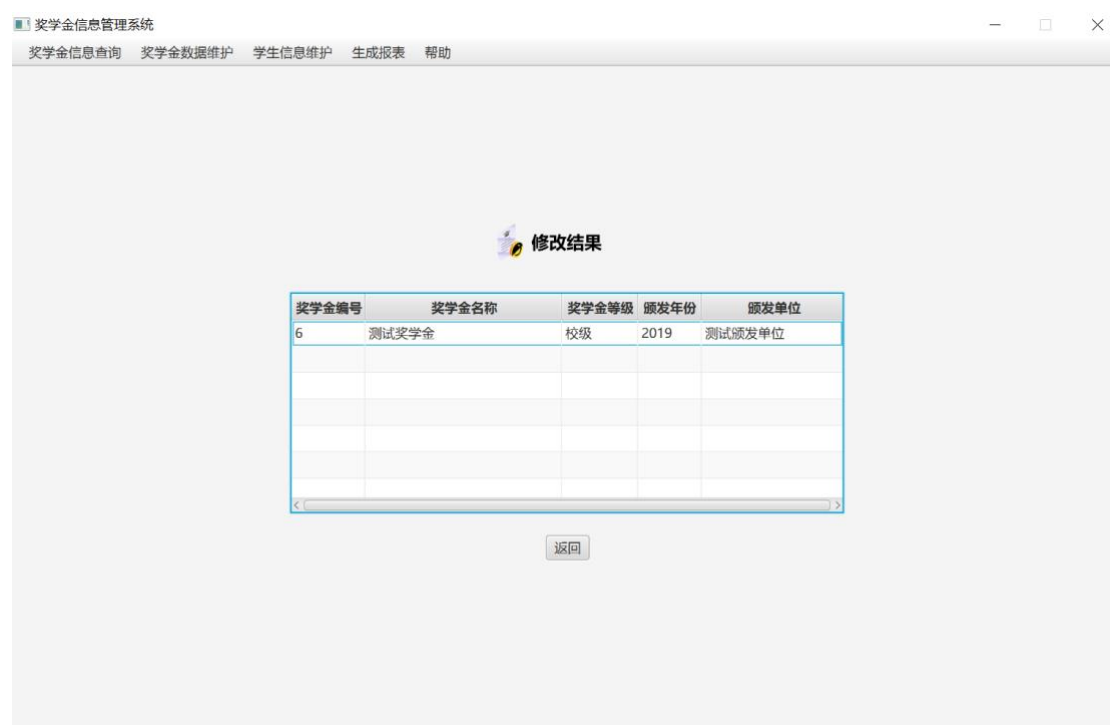 奖学金信息管理系统
奖学金信息查询 奖学金数据维护 学生信息维护 生成报表 帮助
修改结果
奖学金编号 奖学金名称 奖学金等级 颁发年份 颁发单位
6 测试奖学金 校级 2019 测试颁发单位
返回